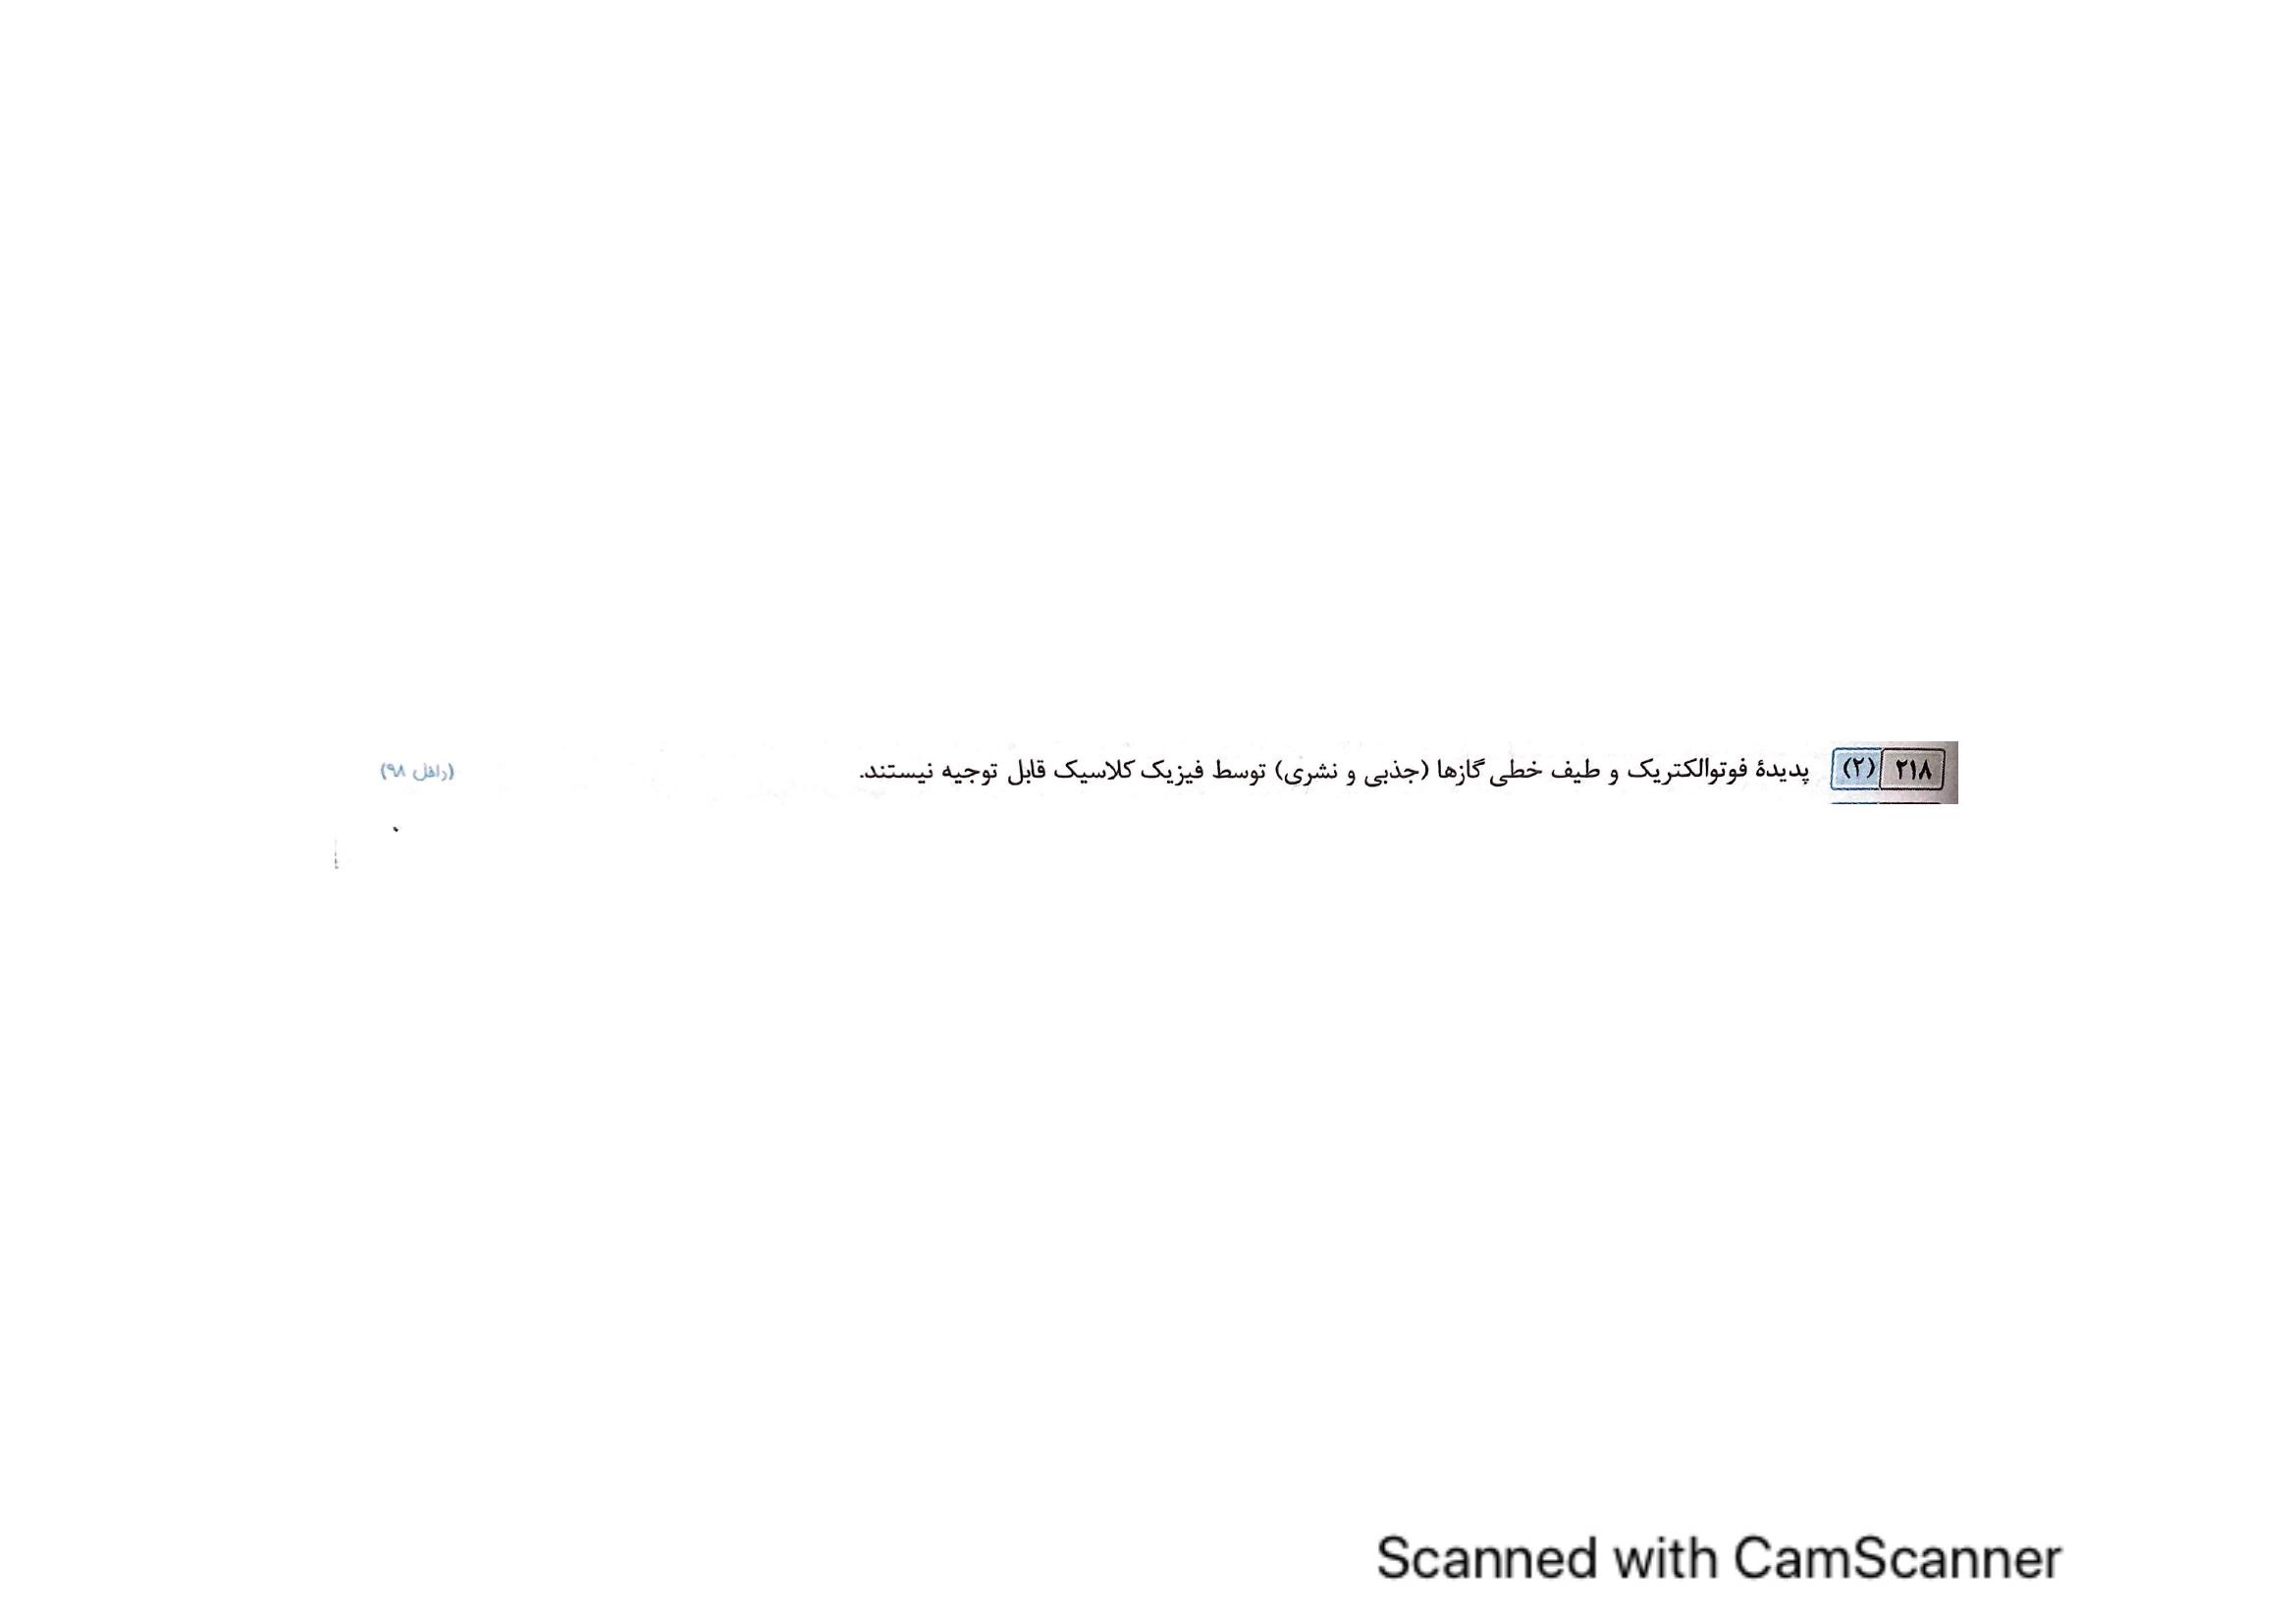 ۲۱۸ (۲) پدیدهٔ فوتوالکتریک و طیف خطی گازها (جذبی و نشری) توسط فیزیک کلاسیک قابل توجیه نیستند. (داخل ۹۸)
Scanned with CamScanner